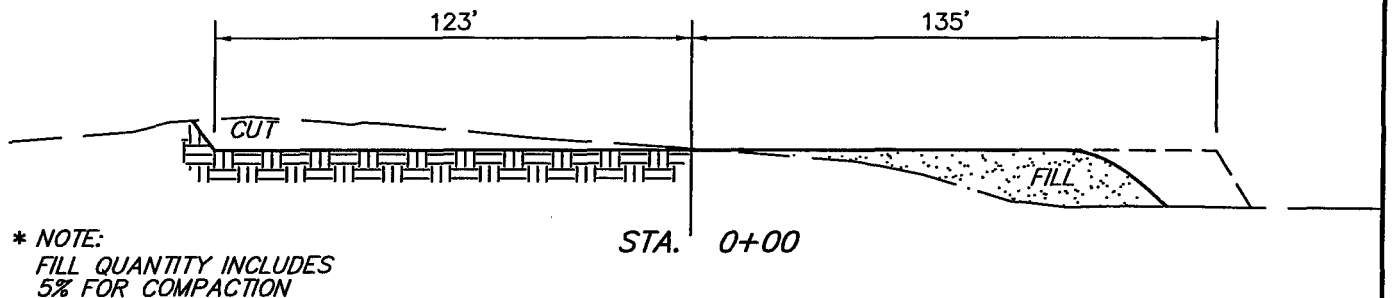 123'
135'
CUT
FILL
STA. 0+00
* NOTE:
FILL QUANTITY INCLUDES
5% FOR COMPACTION